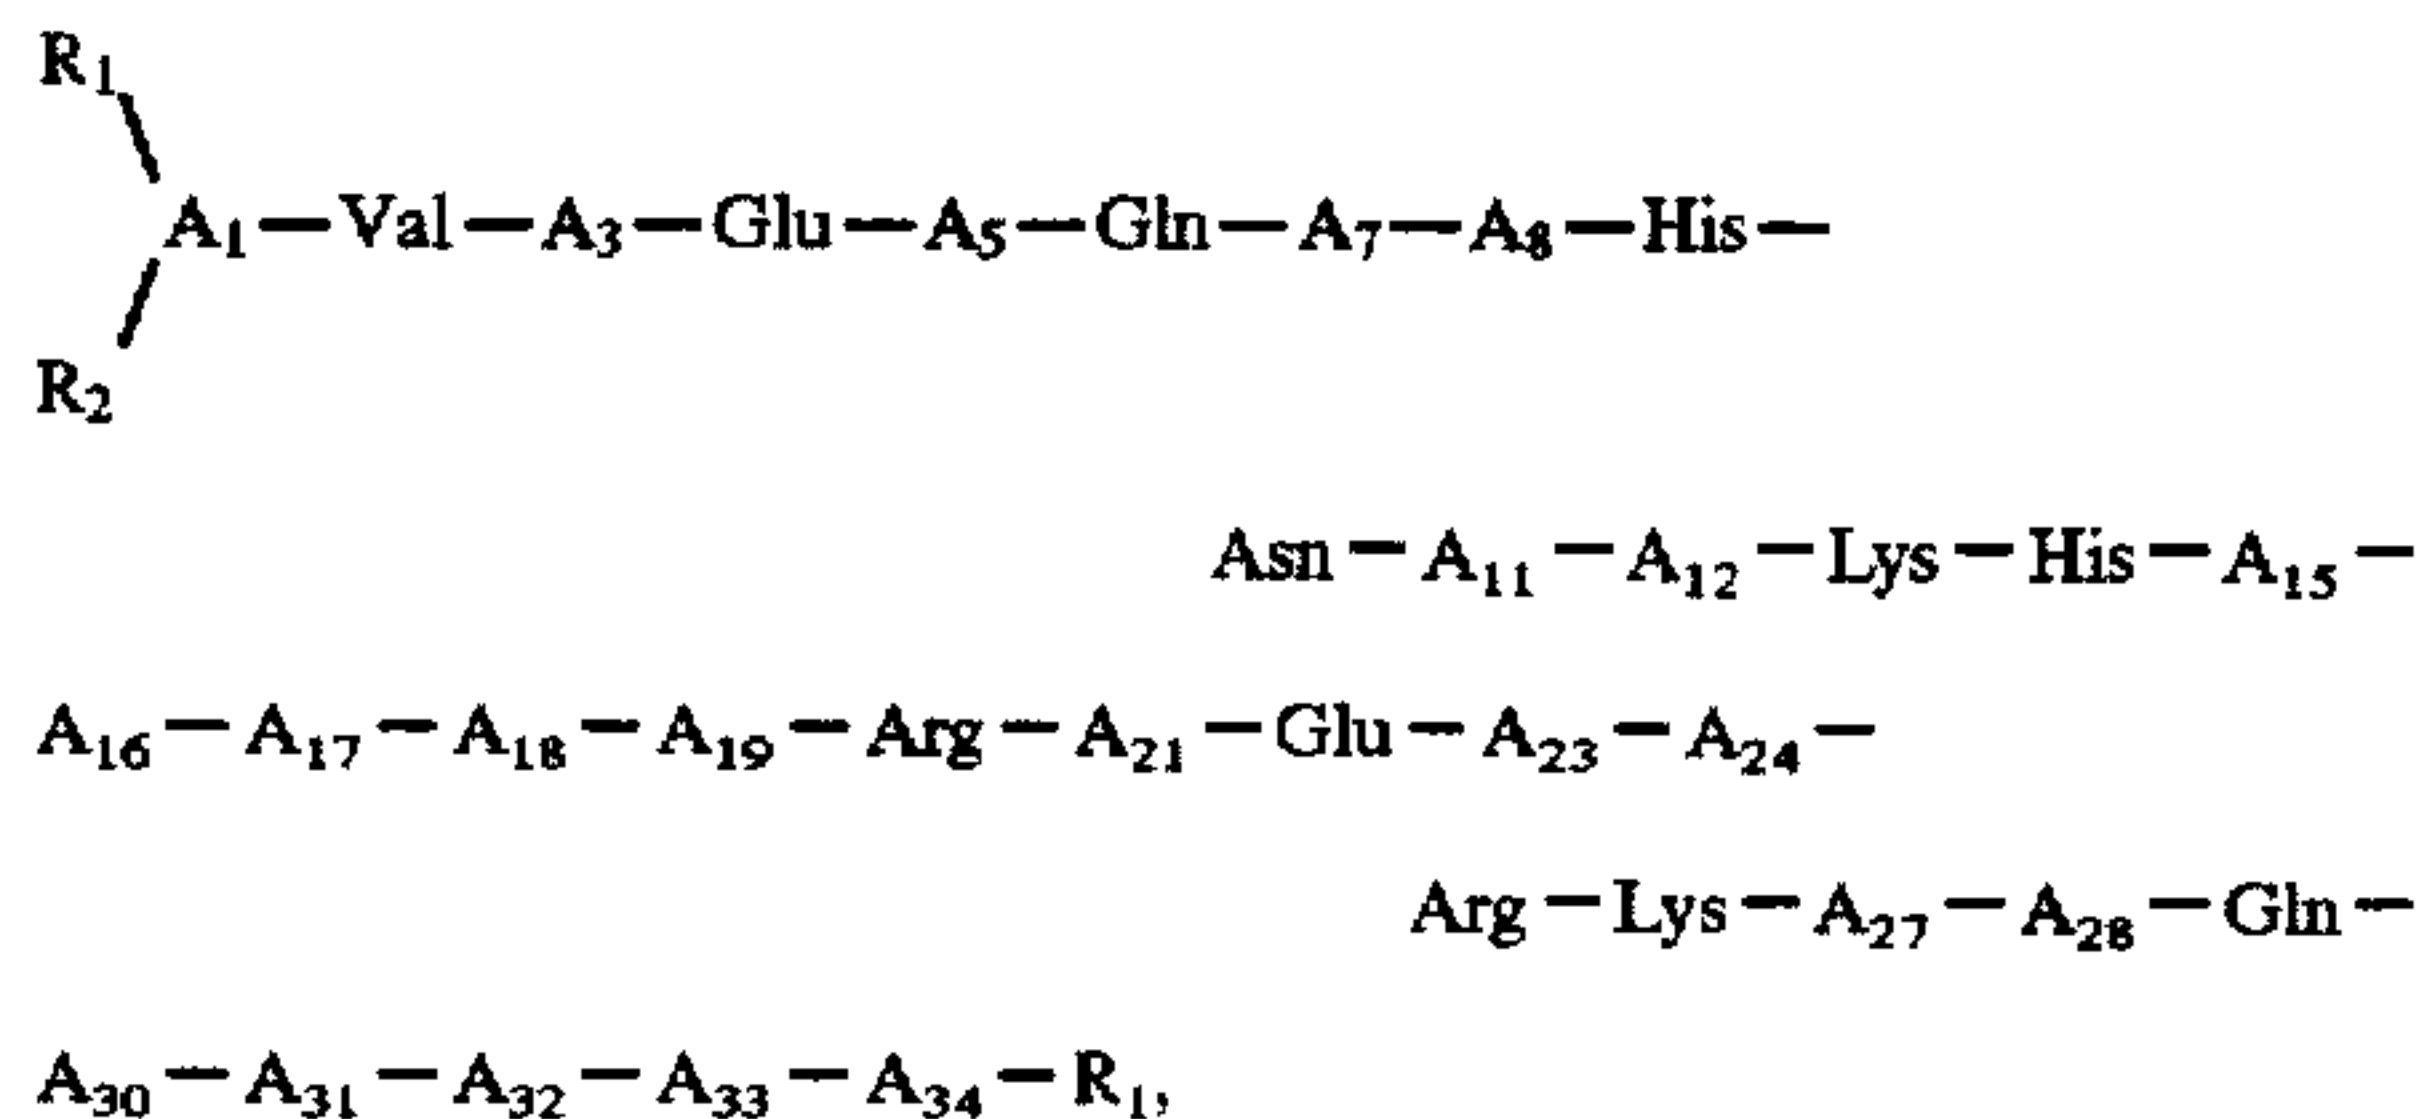 R1
A1—Val—A3—Glu—A5—Gln—A7—A8—His—
R2
Asn—A11—A12—Lys—His—A15—
A16—A17—A18—A19—Arg—A21—Glu—A23—A24—
Arg—Lys—A27—A28—Gln—
A30—A31—A32—A33—A34—R1,